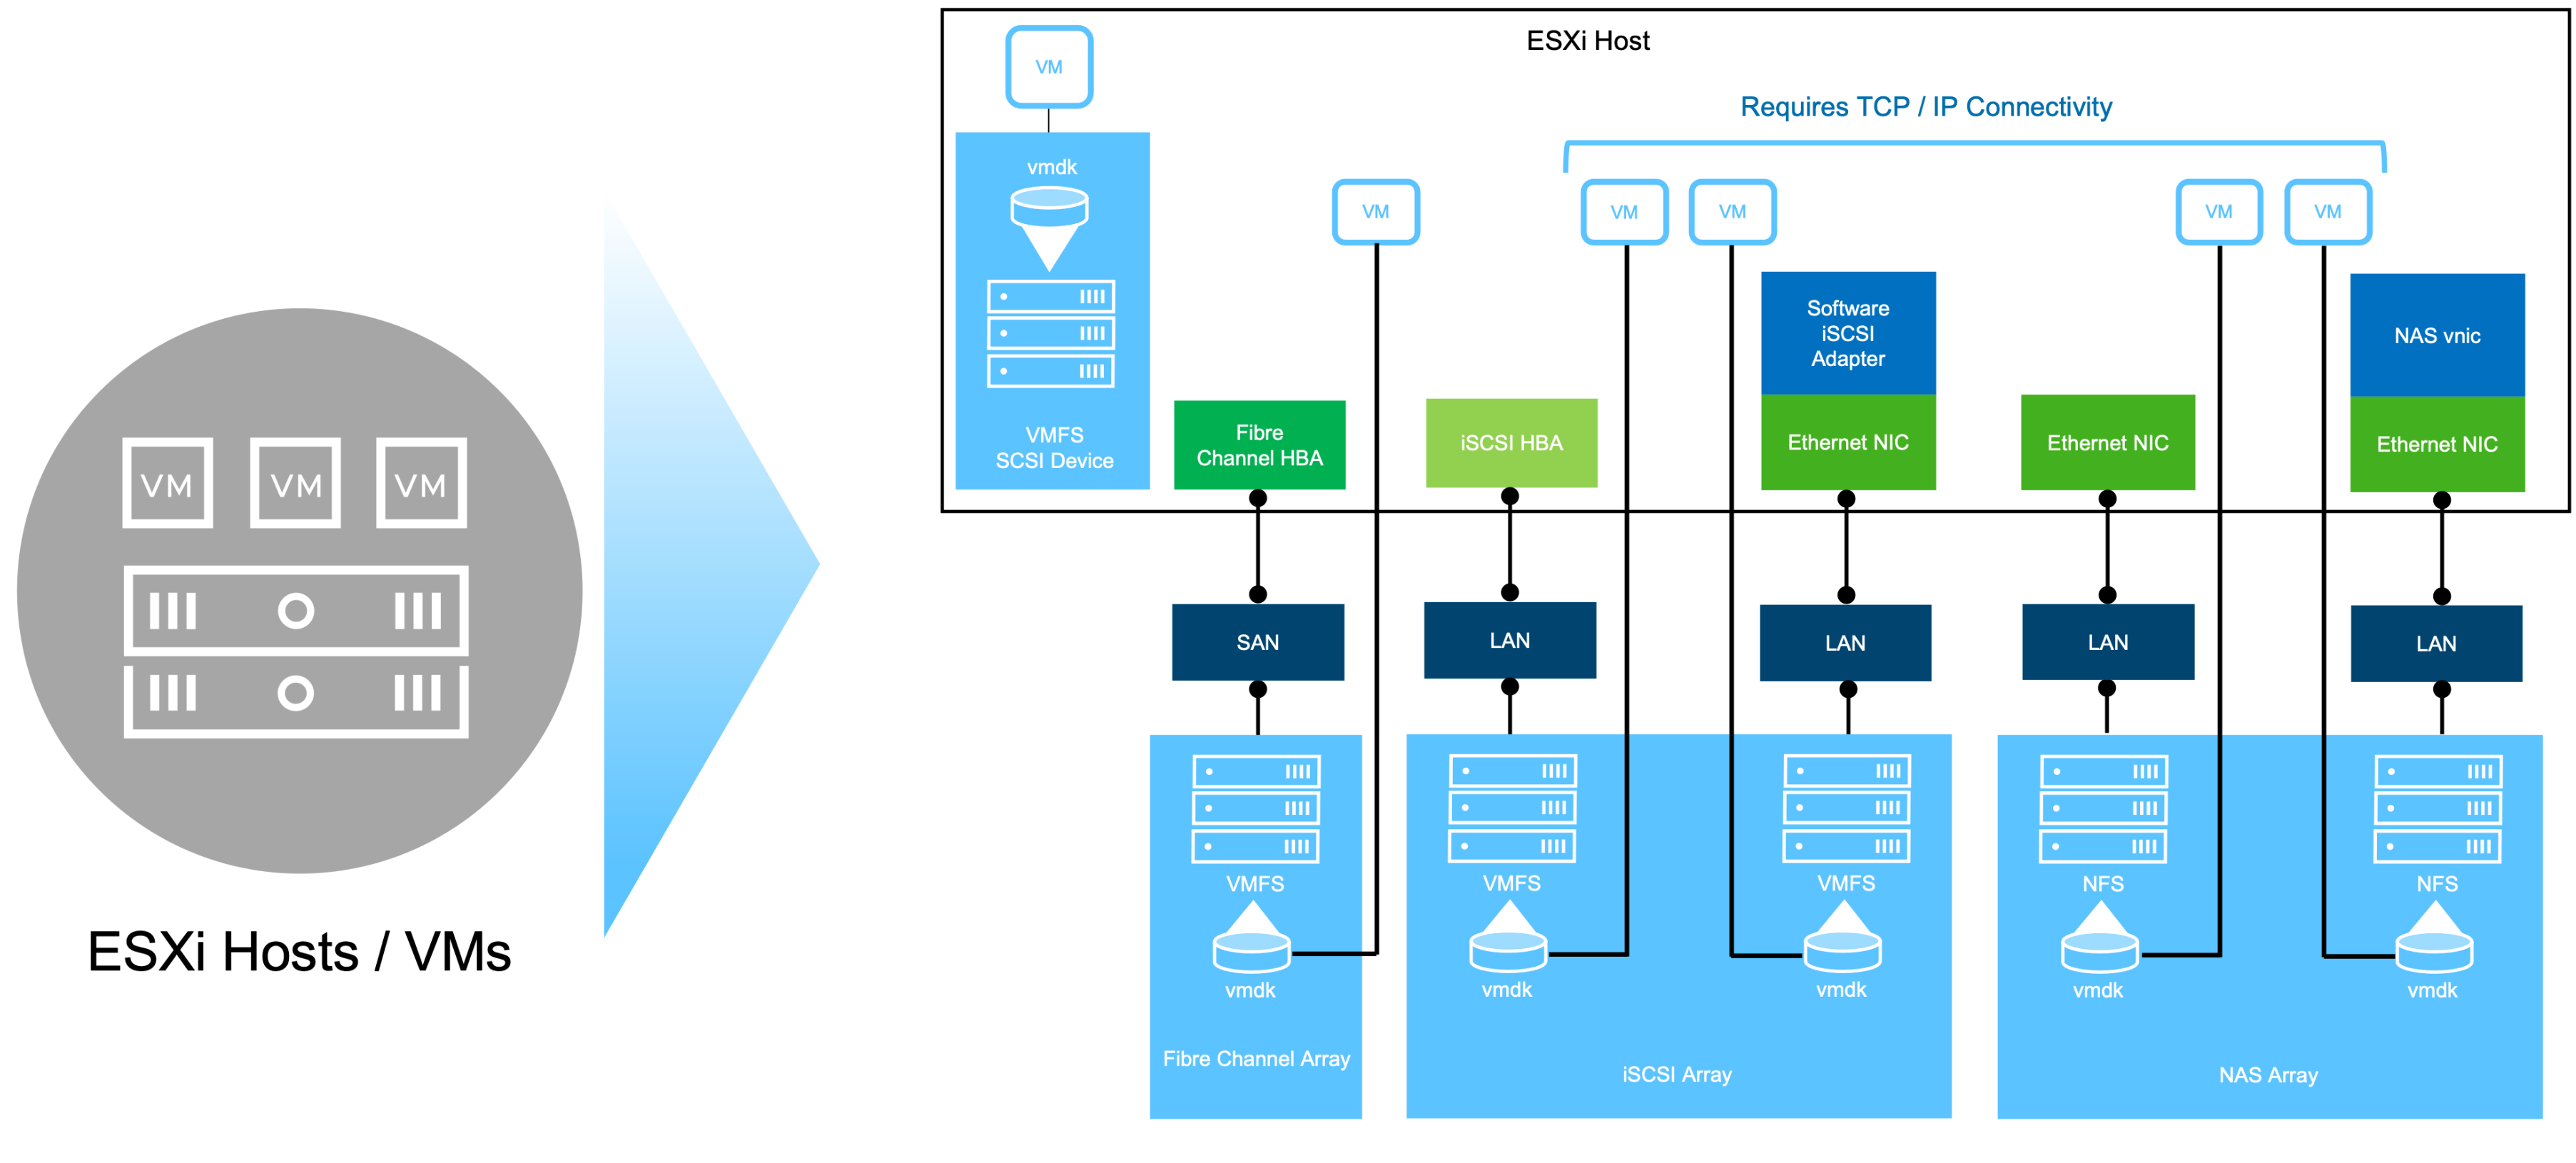 VM
VM
VM
ESXi Hosts / VMs
ESXi Host
VM
Requires TCP / IP Connectivity
vmdk
VM
VM
VM
VM
VM
VMFS
SCSI Device
Fibre
Channel HBA
iSCSI HBA
Software
iSCSI
Adapter
Ethernet NIC
Ethernet NIC
NAS vnic
Ethernet NIC
SAN
LAN
LAN
LAN
LAN
VMFS
VMFS
VMFS
NFS
NFS
vmdk
vmdk
vmdk
vmdk
vmdk
Fibre Channel Array
iSCSI Array
NAS Array